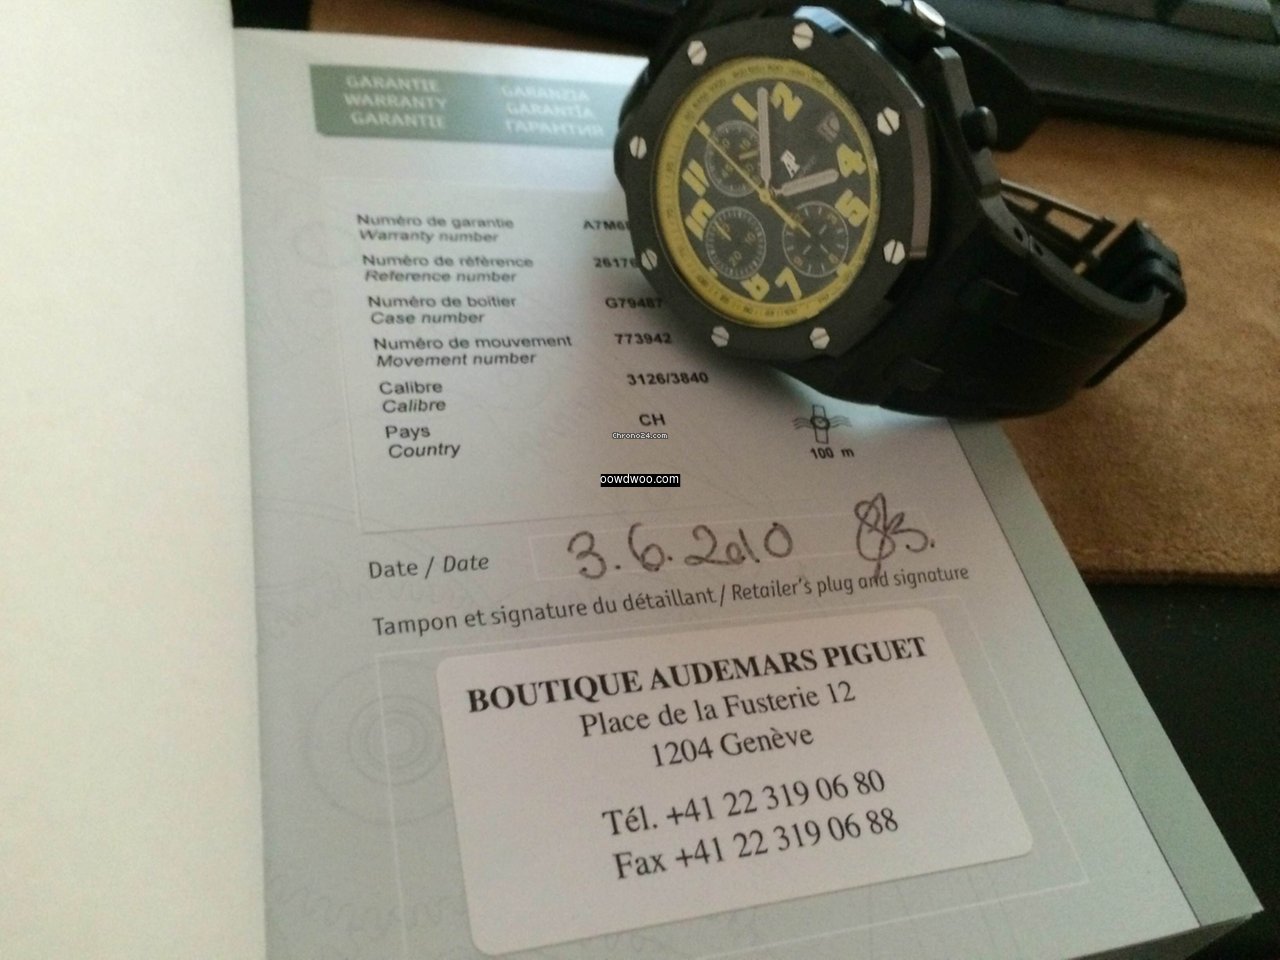 GARANTIE GARANZIA
WARRANTY GARANTÍA
GARANTIE ГАРАНТИЯ
Numéro de garantie
Warranty number
Numéro de référence
Reference number
Numéro de boîtier G79487
Case number
Numéro de mouvement 773942
Movement number
Calibre 3126/3840
Calibre
Pays CH
Country
100 m
Chrono24.com
oowdwoo.com
Date / Date 3.6.2010
Tampon et signature du détaillant / Retailer's plug and signature
BOUTIQUE AUDEMARS PIGUET
Place de la Fusterie 12
1204 Genève
Tél. +41 22 319 06 80
Fax +41 22 319 06 88